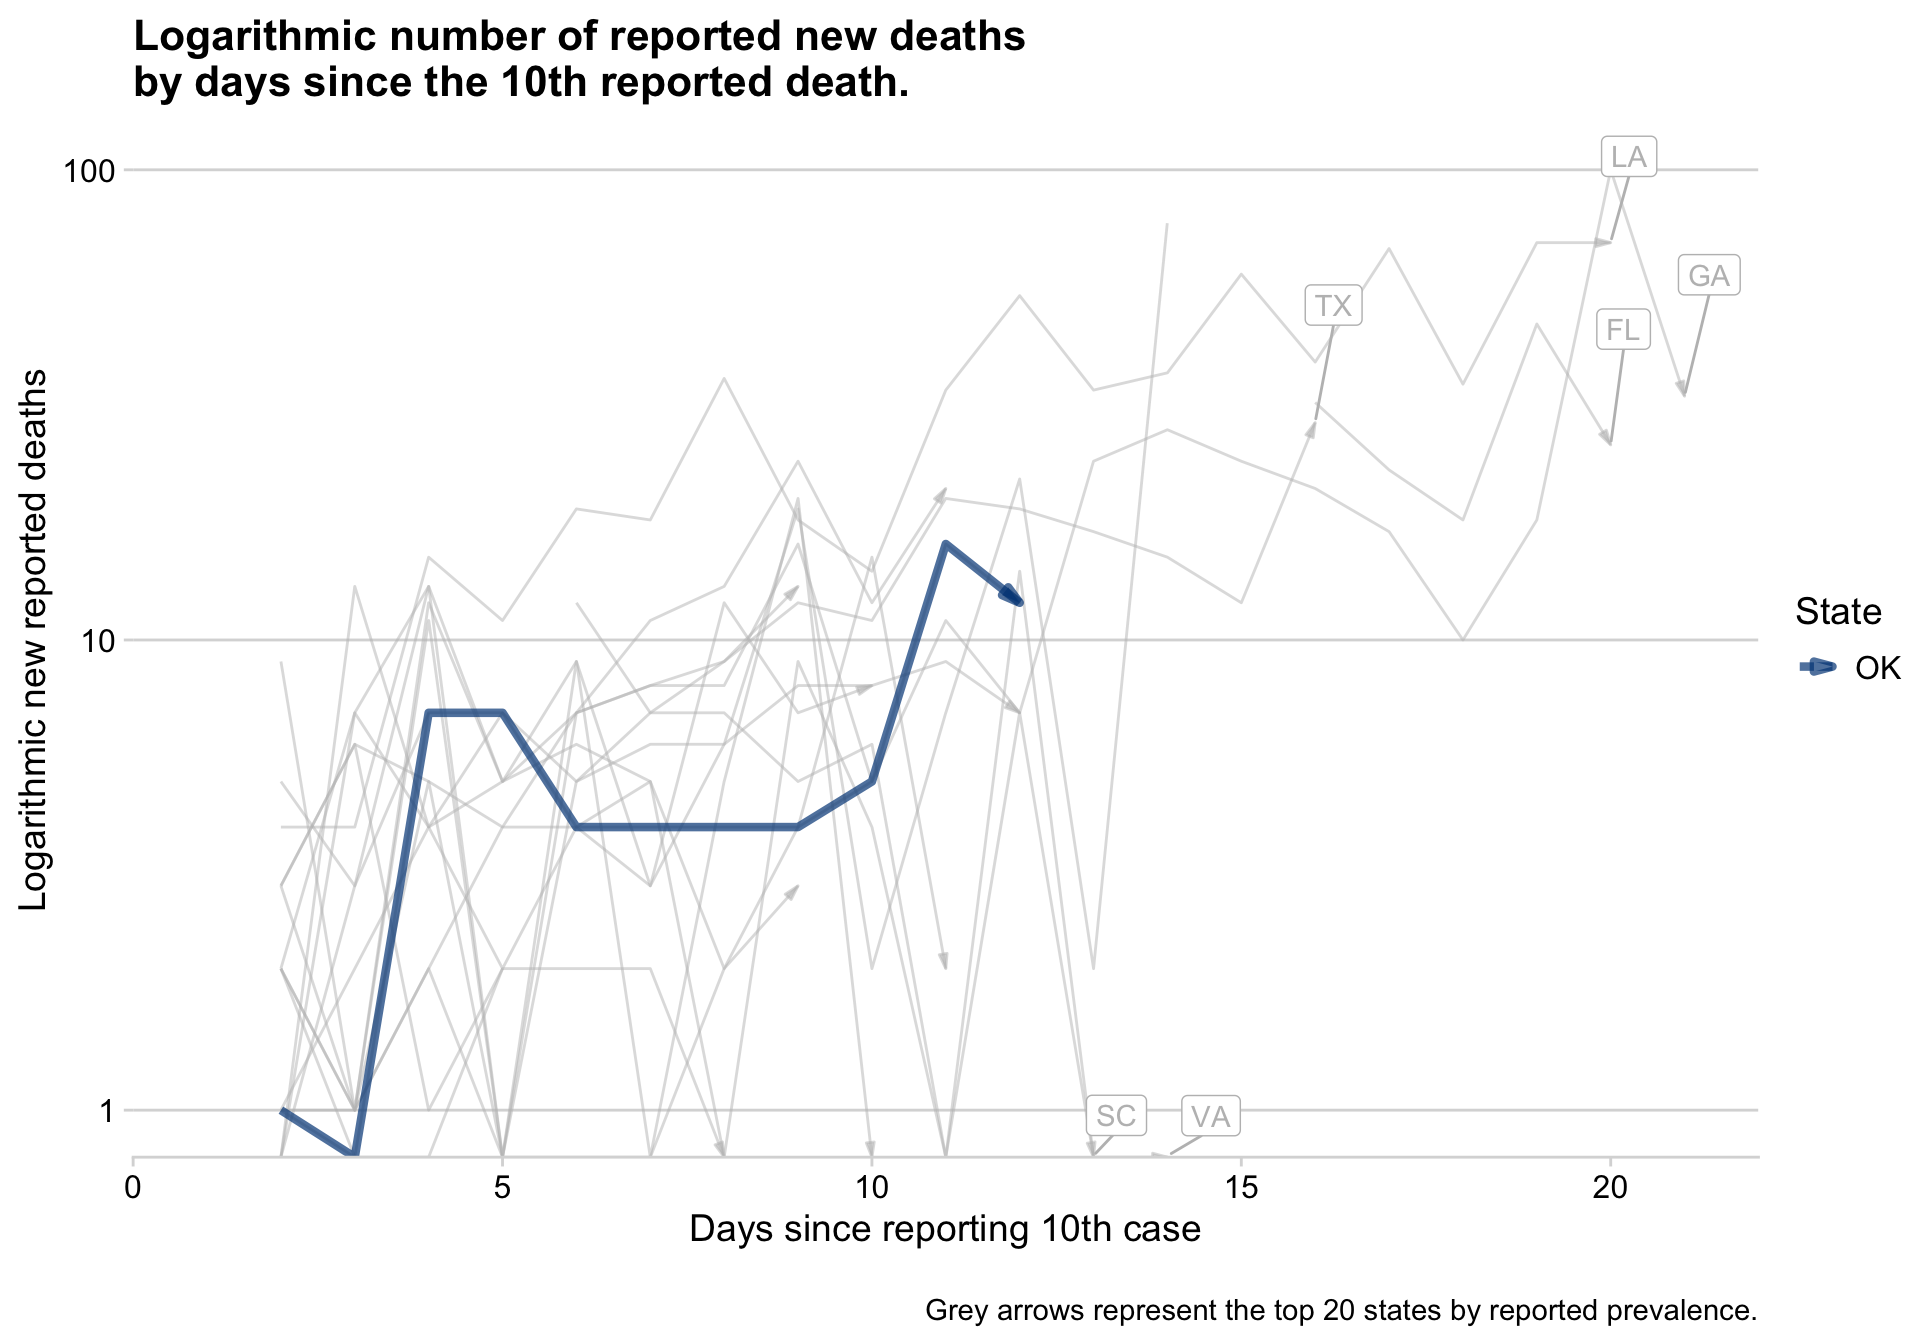 Logarithmic number of reported new deaths
by days since the 10th reported death.
Logarithmic new reported deaths
100
10
1
LA
GA
TX
FL
SC
VA
0
5
10
15
20
Days since reporting 10th case
State
OK
Grey arrows represent the top 20 states by reported prevalence.